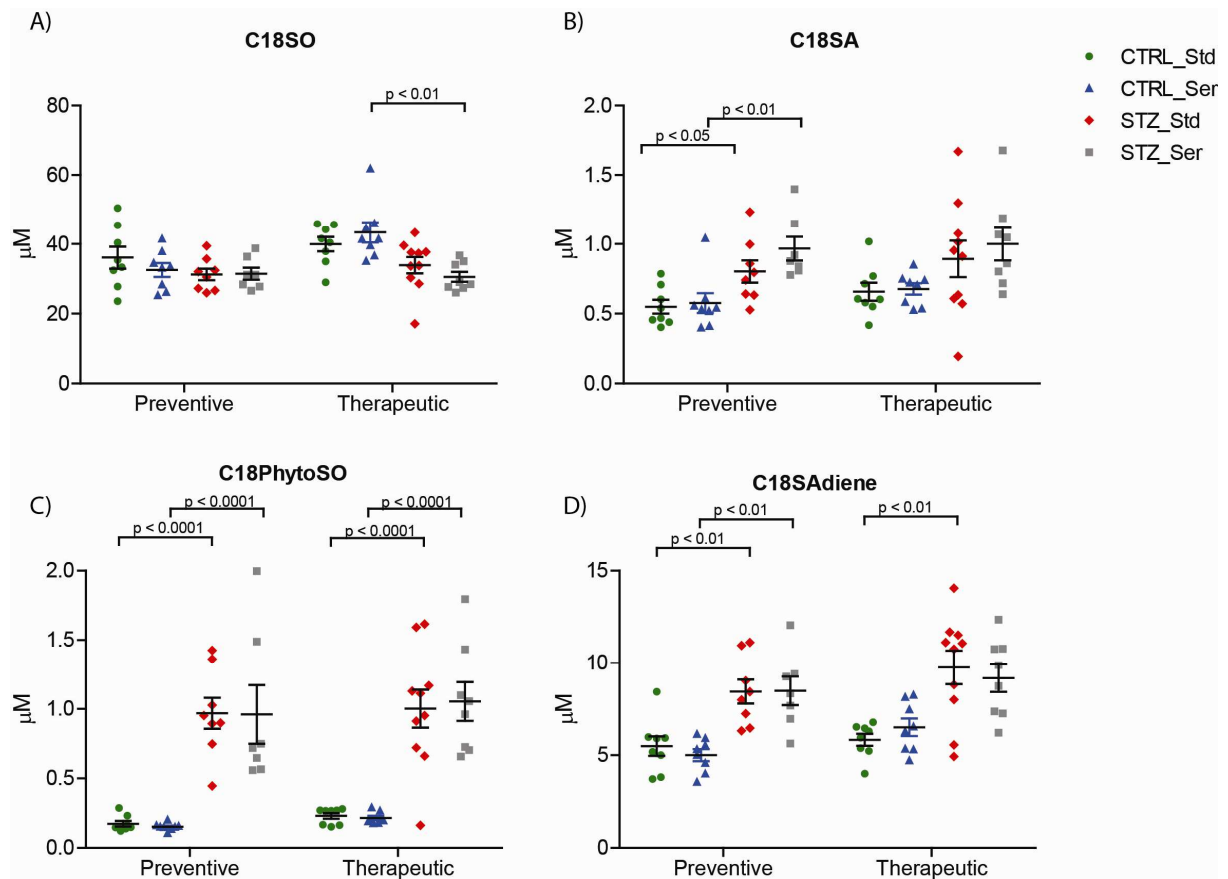 A)
C18SO
p < 0.01
80
60
40
20
0
μM
Preventive Therapeutic
B)
C18SA
p < 0.05
p < 0.01
2.0
1.5
1.0
0.5
0.0
μM
Preventive Therapeutic
CTRL_Std
CTRL_Ser
STZ_Std
STZ_Ser
C)
C18PhytoSO
p < 0.0001
p < 0.0001
p < 0.0001
p < 0.0001
2.0
1.5
1.0
0.5
0.0
μM
Preventive Therapeutic
D)
C18SAdiene
p < 0.01
p < 0.01
p < 0.01
15
10
5
0
μM
Preventive Therapeutic